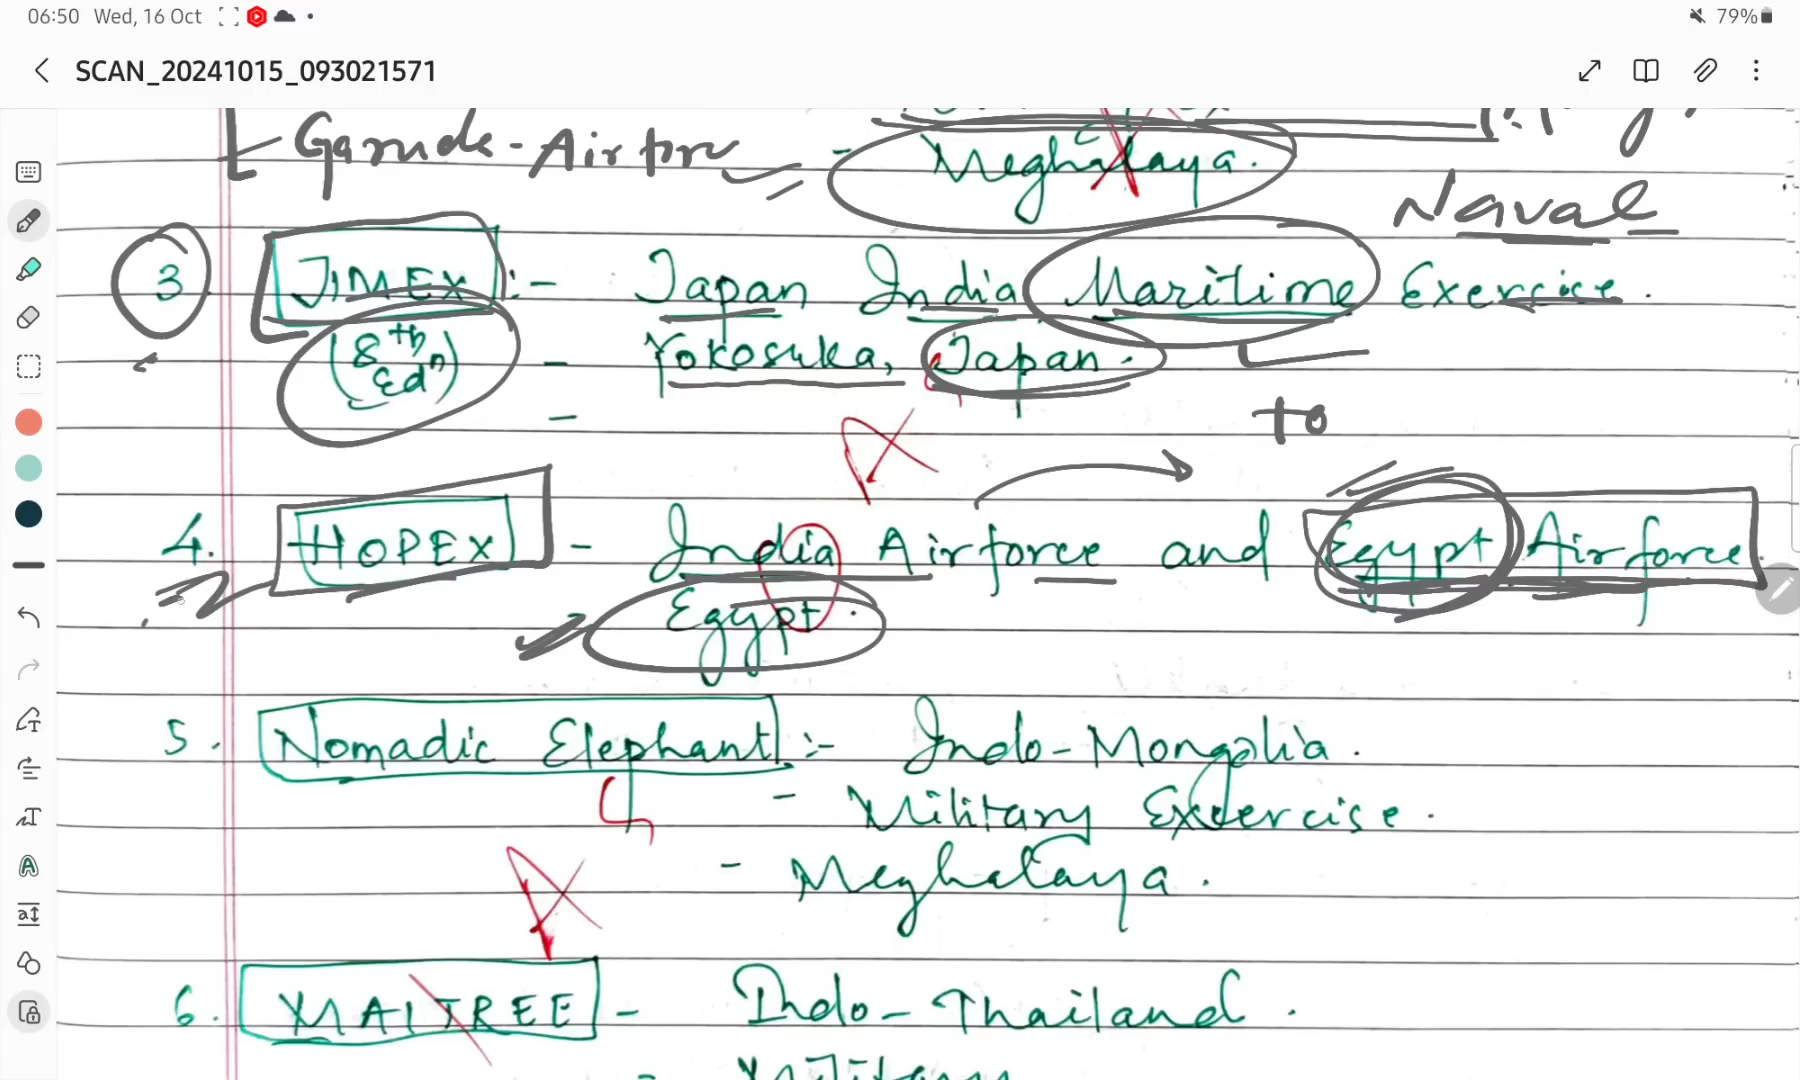 06:50 Wed, 16 Oct 79%
SCAN_20241015_093021571
Garuda - Airforce - Meghalaya.
Naval
3 JIMEX :- Japan India Maritime Exercise.
(8th Edn) - Yokosuka, Japan.
-
to
4. HOPEX - India Airforce and Egypt Airforce.
Egypt.
5. Nomadic Elephant :- Indo-Mongolia.
- Military Exercise.
- Meghalaya.
6. MAITREE - Indo-Thailand.
- Military